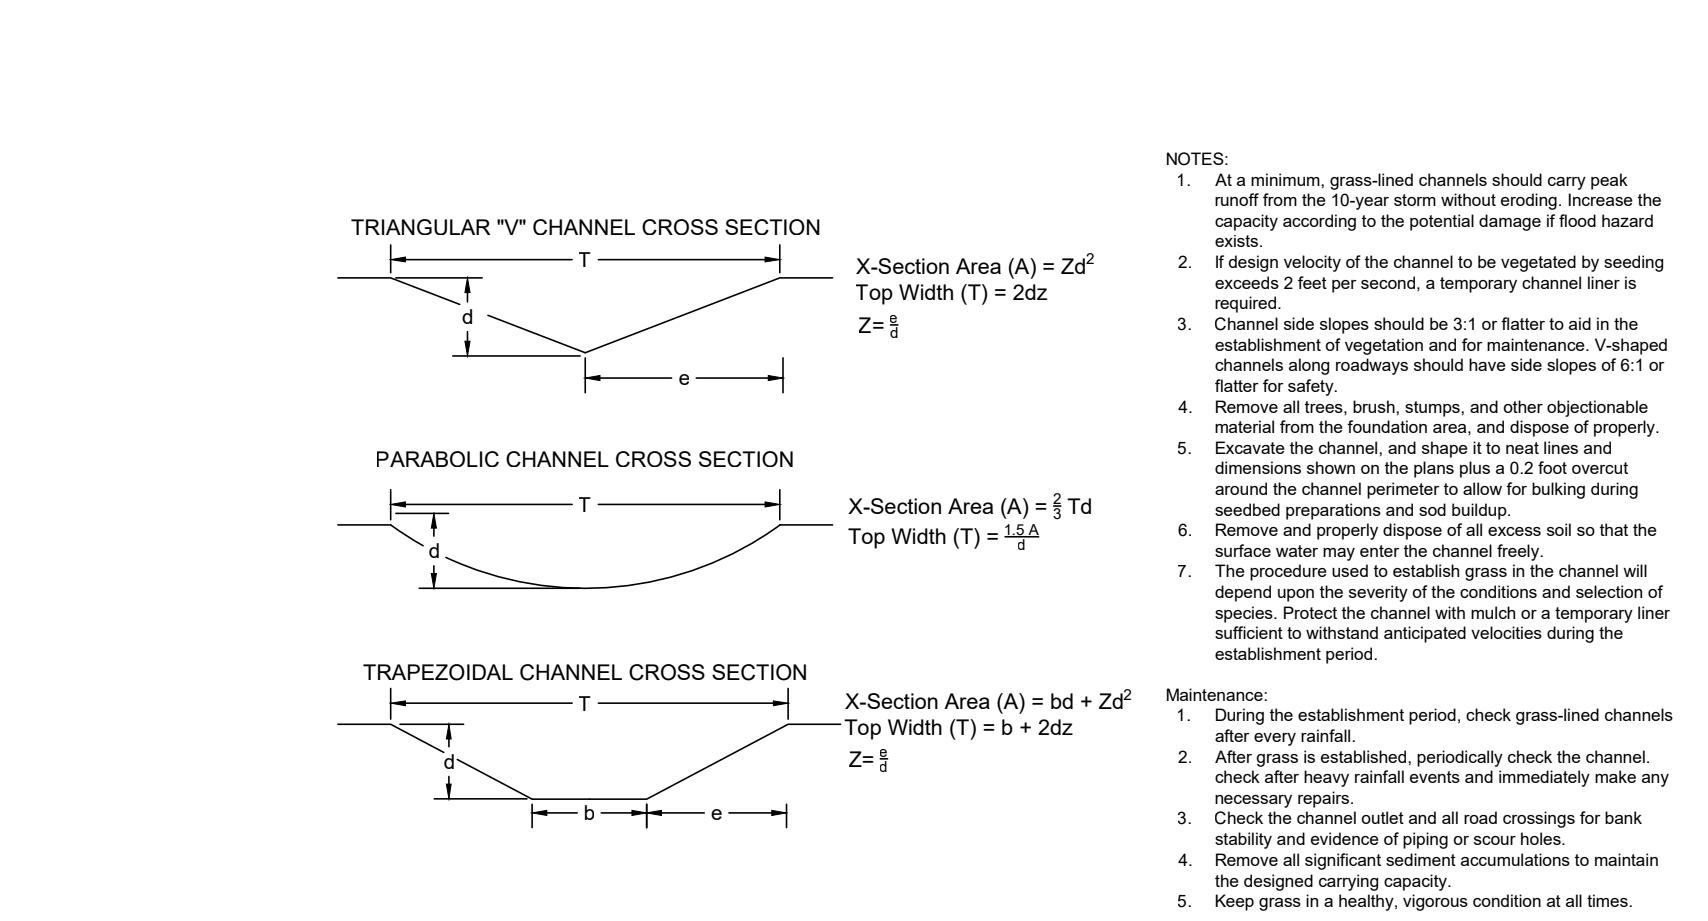 TRIANGULAR "V" CHANNEL CROSS SECTION
T
d
e
X-Section Area (A) = Zd²
Top Width (T) = 2dz
Z= e/d
PARABOLIC CHANNEL CROSS SECTION
T
d
X-Section Area (A) = 2/3 Td
Top Width (T) = 1.5 A/d
TRAPEZOIDAL CHANNEL CROSS SECTION
T
d
b
e
X-Section Area (A) = bd + Zd²
Top Width (T) = b + 2dz
Z= e/d
NOTES:
1. At a minimum, grass-lined channels should carry peak
runoff from the 10-year storm without eroding. Increase the
capacity according to the potential damage if flood hazard
exists.
2. If design velocity of the channel to be vegetated by seeding
exceeds 2 feet per second, a temporary channel liner is
required.
3. Channel side slopes should be 3:1 or flatter to aid in the
establishment of vegetation and for maintenance. V-shaped
channels along roadways should have side slopes of 6:1 or
flatter for safety.
4. Remove all trees, brush, stumps, and other objectionable
material from the foundation area, and dispose of properly.
5. Excavate the channel, and shape it to neat lines and
dimensions shown on the plans plus a 0.2 foot overcut
around the channel perimeter to allow for bulking during
seedbed preparations and sod buildup.
6. Remove and properly dispose of all excess soil so that the
surface water may enter the channel freely.
7. The procedure used to establish grass in the channel will
depend upon the severity of the conditions and selection of
species. Protect the channel with mulch or a temporary liner
sufficient to withstand anticipated velocities during the
establishment period.
Maintenance:
1. During the establishment period, check grass-lined channels
after every rainfall.
2. After grass is established, periodically check the channel.
check after heavy rainfall events and immediately make any
necessary repairs.
3. Check the channel outlet and all road crossings for bank
stability and evidence of piping or scour holes.
4. Remove all significant sediment accumulations to maintain
the designed carrying capacity.
5. Keep grass in a healthy, vigorous condition at all times.